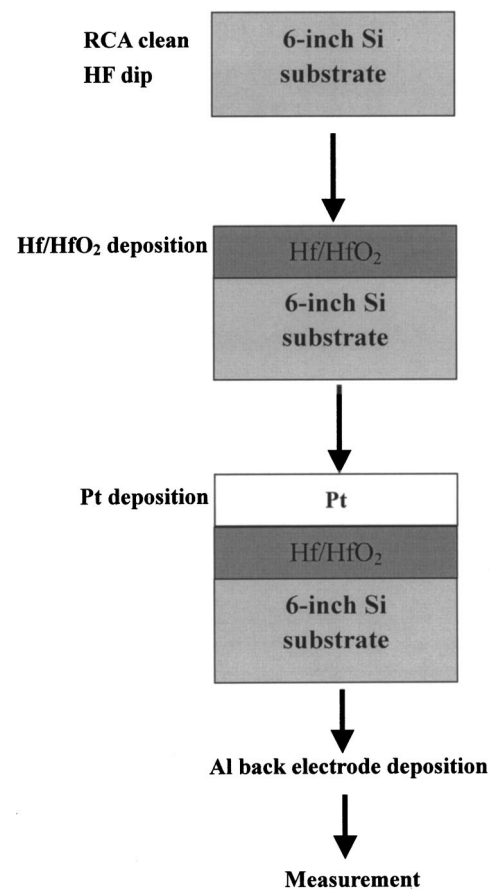 RCA clean
HF dip
6-inch Si
substrate
Hf/HfO₂ deposition
Hf/HfO₂
6-inch Si
substrate
Pt deposition
Pt
Hf/HfO₂
6-inch Si
substrate
Al back electrode deposition
Measurement